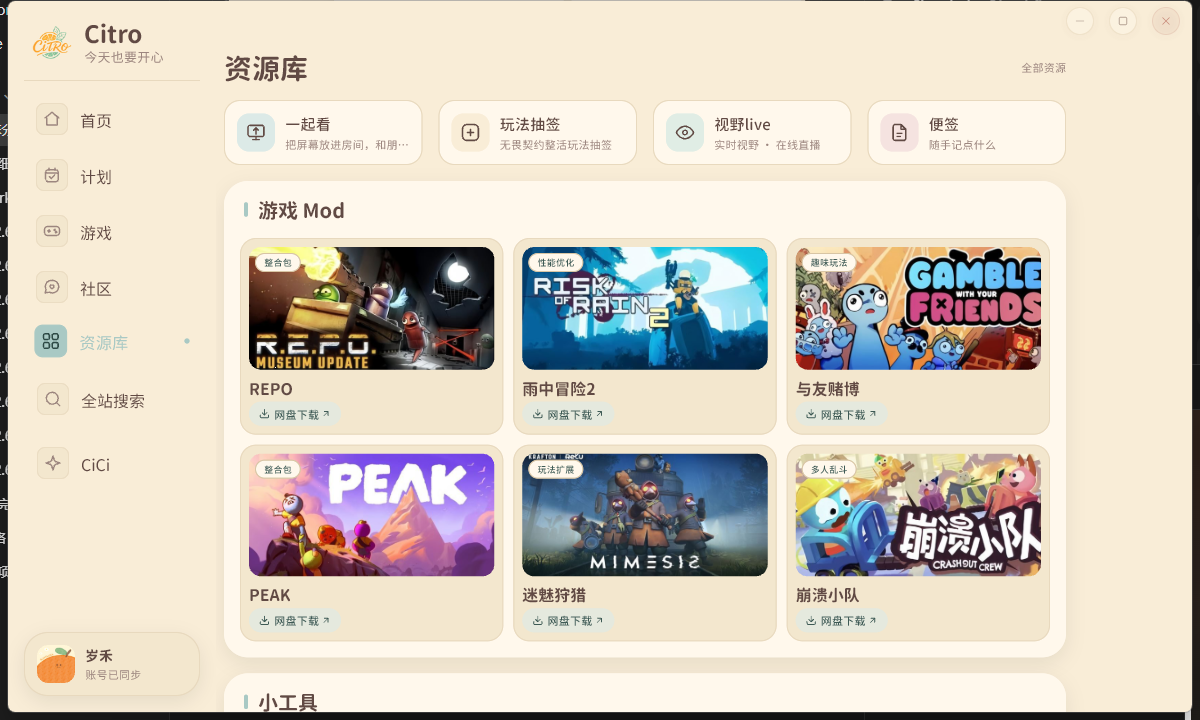 Citro
今天也要开心
CiTRO
首页
计划
游戏
社区
资源库
全站搜索
CiCi
岁禾
账号已同步
资源库
全部资源
一起看
把屏幕放进房间，和朋…
玩法抽签
无畏契约整活玩法抽签
视野live
实时视野 • 在线直播
便签
随手记点什么
游戏 Mod
整合包
R.E.P.O.
MUSEUM UPDATE
REPO
网盘下载
性能优化
RISK
OF RAIN
2
雨中冒险2
网盘下载
趣味玩法
GAMBLE
WITH YOUR
FRIENDS
与友赌博
网盘下载
整合包
PEAK
PEAK
网盘下载
玩法扩展
MIMESIS
迷魅狩猎
网盘下载
多人乱斗
崩溃小队
CRASHOUT CREW
崩溃小队
网盘下载
小工具